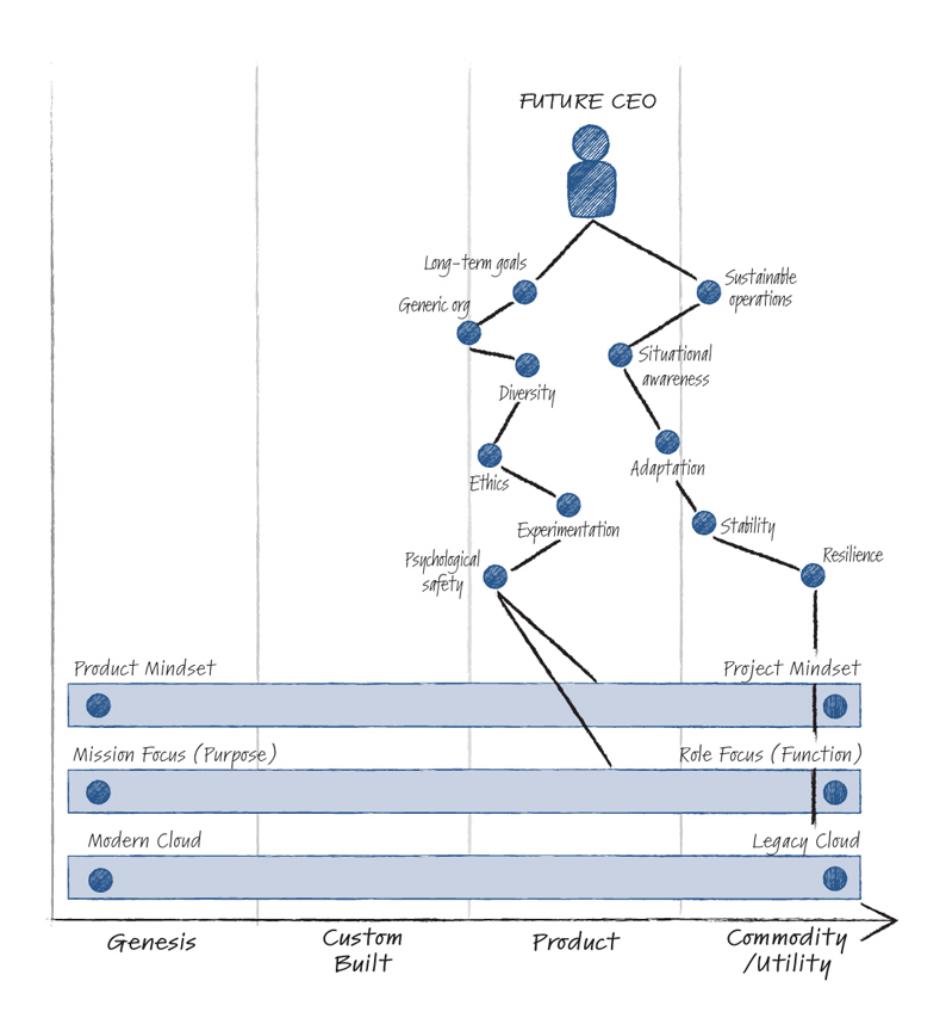 FUTURE CEO
Long-term goals
Sustainable
operations
Generic org
Situational
awareness
Diversity
Adaptation
Ethics
Experimentation
Stability
Psychological
safety
Resilience
Product Mindset
Project Mindset
Mission Focus (Purpose)
Role Focus (Function)
Modern Cloud
Legacy Cloud
Genesis
Custom
Built
Product
Commodity
/Utility